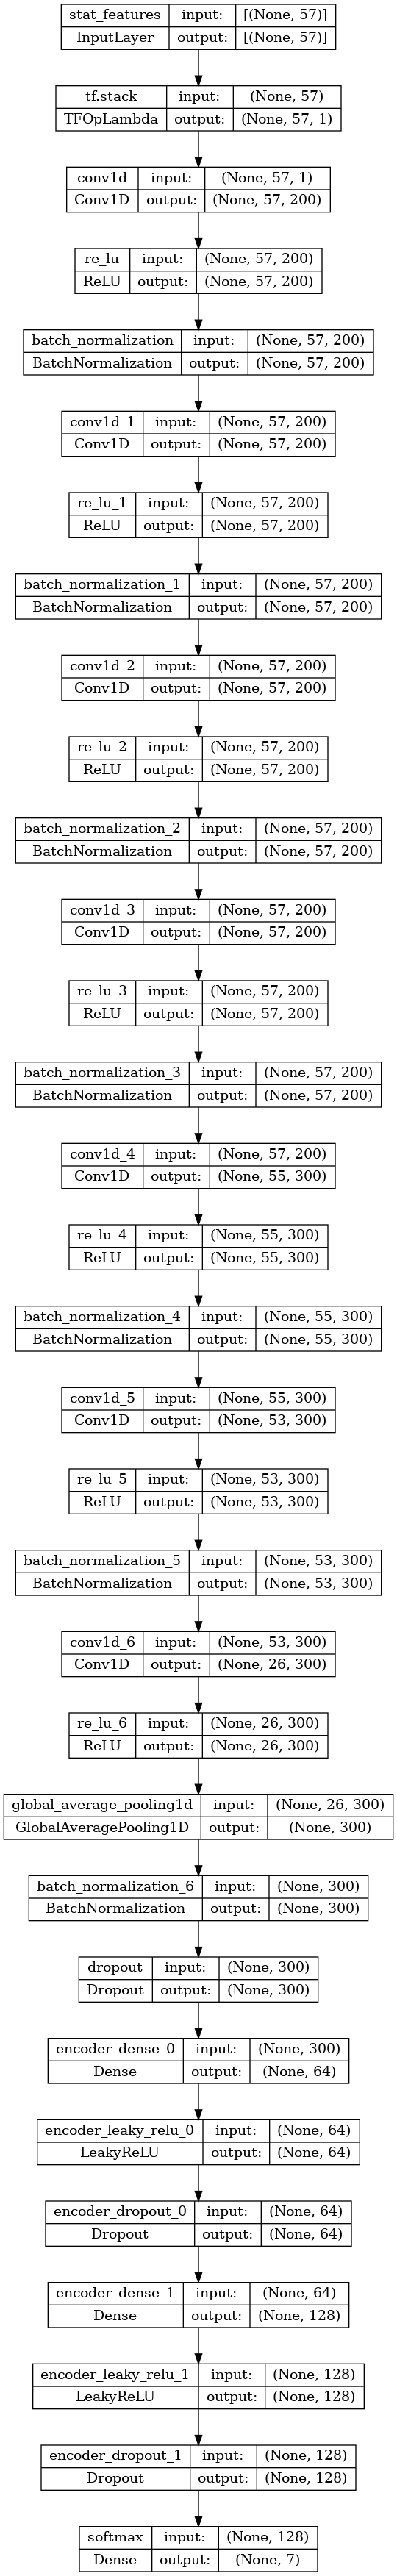 stat_features input: [(None, 57)]
InputLayer output: [(None, 57)]
tf.stack input: (None, 57)
TFOpLambda output: (None, 57, 1)
conv1d input: (None, 57, 1)
Conv1D output: (None, 57, 200)
re_lu input: (None, 57, 200)
ReLU output: (None, 57, 200)
batch_normalization input: (None, 57, 200)
BatchNormalization output: (None, 57, 200)
conv1d_1 input: (None, 57, 200)
Conv1D output: (None, 57, 200)
re_lu_1 input: (None, 57, 200)
ReLU output: (None, 57, 200)
batch_normalization_1 input: (None, 57, 200)
BatchNormalization output: (None, 57, 200)
conv1d_2 input: (None, 57, 200)
Conv1D output: (None, 57, 200)
re_lu_2 input: (None, 57, 200)
ReLU output: (None, 57, 200)
batch_normalization_2 input: (None, 57, 200)
BatchNormalization output: (None, 57, 200)
conv1d_3 input: (None, 57, 200)
Conv1D output: (None, 57, 200)
re_lu_3 input: (None, 57, 200)
ReLU output: (None, 57, 200)
batch_normalization_3 input: (None, 57, 200)
BatchNormalization output: (None, 57, 200)
conv1d_4 input: (None, 57, 200)
Conv1D output: (None, 55, 300)
re_lu_4 input: (None, 55, 300)
ReLU output: (None, 55, 300)
batch_normalization_4 input: (None, 55, 300)
BatchNormalization output: (None, 55, 300)
conv1d_5 input: (None, 55, 300)
Conv1D output: (None, 53, 300)
re_lu_5 input: (None, 53, 300)
ReLU output: (None, 53, 300)
batch_normalization_5 input: (None, 53, 300)
BatchNormalization output: (None, 53, 300)
conv1d_6 input: (None, 53, 300)
Conv1D output: (None, 26, 300)
re_lu_6 input: (None, 26, 300)
ReLU output: (None, 26, 300)
global_average_pooling1d input: (None, 26, 300)
GlobalAveragePooling1D output: (None, 300)
batch_normalization_6 input: (None, 300)
BatchNormalization output: (None, 300)
dropout input: (None, 300)
Dropout output: (None, 300)
encoder_dense_0 input: (None, 300)
Dense output: (None, 64)
encoder_leaky_relu_0 input: (None, 64)
LeakyReLU output: (None, 64)
encoder_dropout_0 input: (None, 64)
Dropout output: (None, 64)
encoder_dense_1 input: (None, 64)
Dense output: (None, 128)
encoder_leaky_relu_1 input: (None, 128)
LeakyReLU output: (None, 128)
encoder_dropout_1 input: (None, 128)
Dropout output: (None, 128)
softmax input: (None, 128)
Dense output: (None, 7)